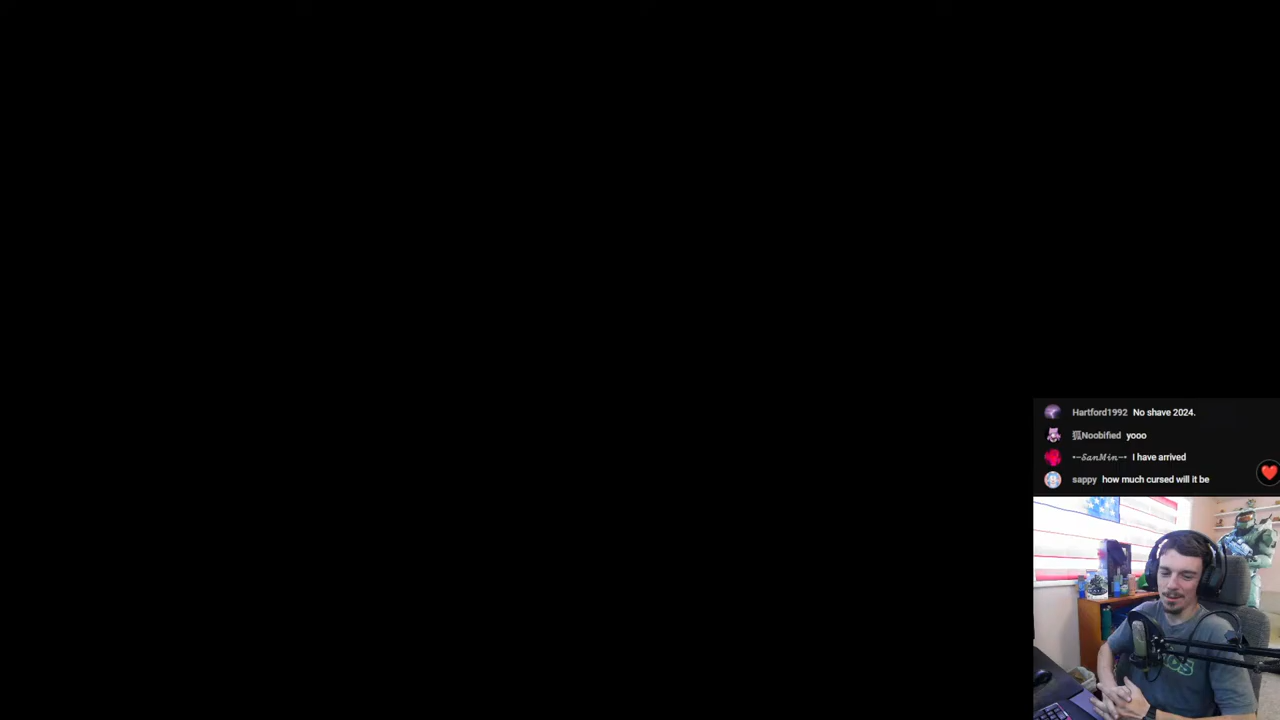 Hartford1992 No shave 2024.
狐Noobified yooo
•~𝓢𝓪𝓷𝓜𝓲𝓷~• I have arrived
sappy how much cursed will it be